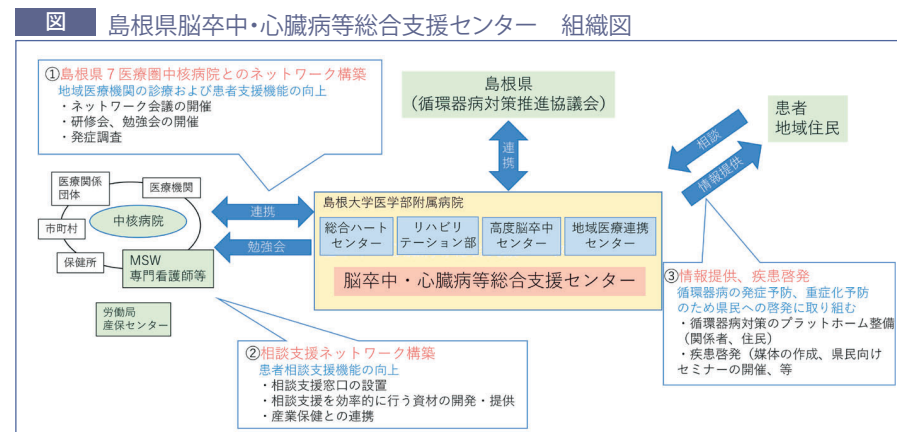 図 島根県脳卒中・心臓病等総合支援センター　組織図
①島根県７医療圏中核病院とのネットワーク構築
地域医療機関の診療および患者支援機能の向上
・ネットワーク会議の開催
・研修会、勉強会の開催
・発症調査
島根県
（循環器病対策推進協議会）
患者
地域住民
連携
相談
情報提供
医療関係
団体
医療機関
市町村
中核病院
保健所
MSW
専門看護師等
労働局
産保センター
連携
勉強会
島根大学医学部附属病院
総合ハート
センター
リハビリ
テーション部
高度脳卒中
センター
地域医療連携
センター
脳卒中・心臓病等総合支援センター
②相談支援ネットワーク構築
患者相談支援機能の向上
・相談支援窓口の設置
・相談支援を効率的に行う資材の開発・提供
・産業保健との連携
③情報提供、疾患啓発
循環器病の発症予防、重症化予防
のため県民への啓発に取り組む
・循環器病対策のプラットホーム整備
（関係者、住民）
・疾患啓発（媒体の作成、県民向け
セミナーの開催、等